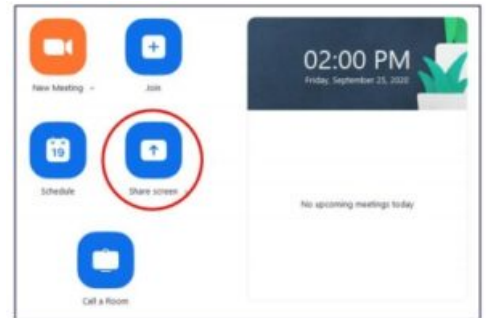 New Meeting
Join
19
Schedule
Share screen
Call a Room
02:00 PM
Friday, September 25, 2020
No upcoming meetings today